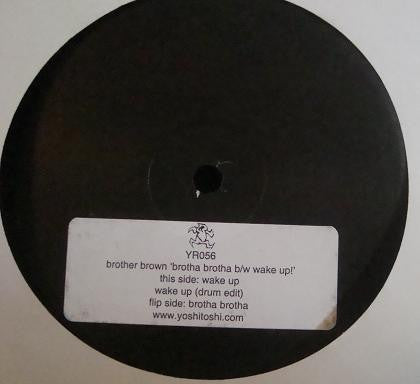 YR056
brother brown 'brotha brotha b/w wake up!'
this side: wake up
wake up (drum edit)
flip side: brotha brotha
www.yoshitoshi.com